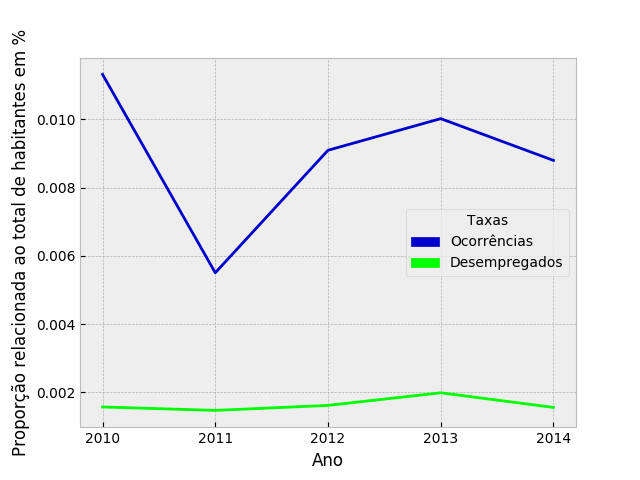 Proporção relacionada ao total de habitantes em %
0.010
0.008
0.006
0.004
0.002
Taxas
Ocorrências
Desempregados
2010 2011 2012 2013 2014
Ano